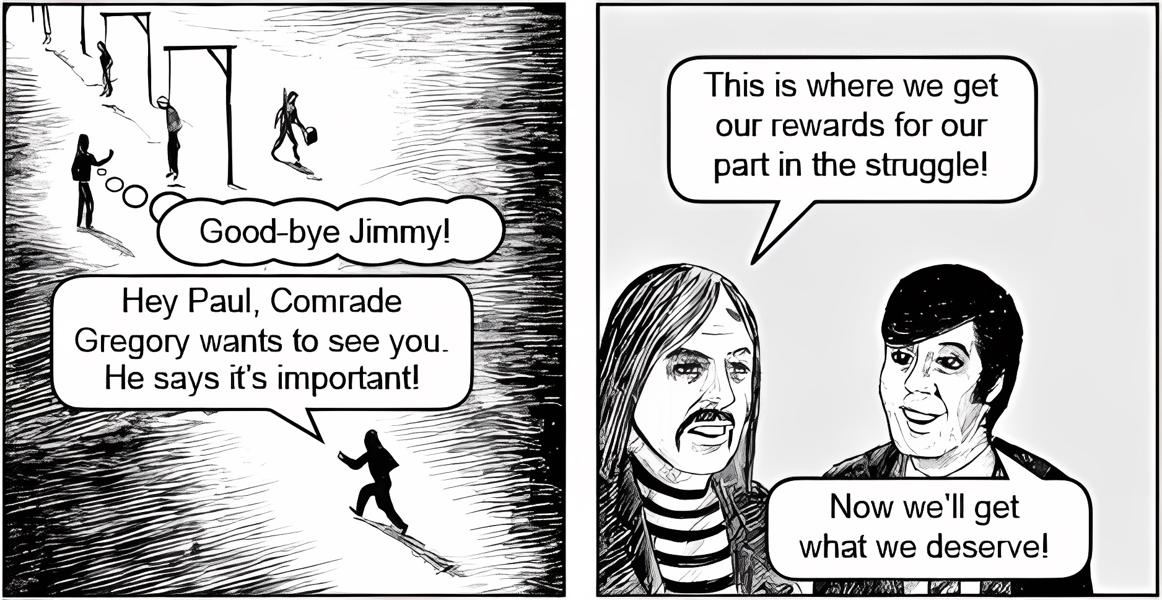 Good-bye Jimmy!
Hey Paul, Comrade
Gregory wants to see you.
He says it's important!
This is where we get
our rewards for our
part in the struggle!
Now we'll get
what we deserve!